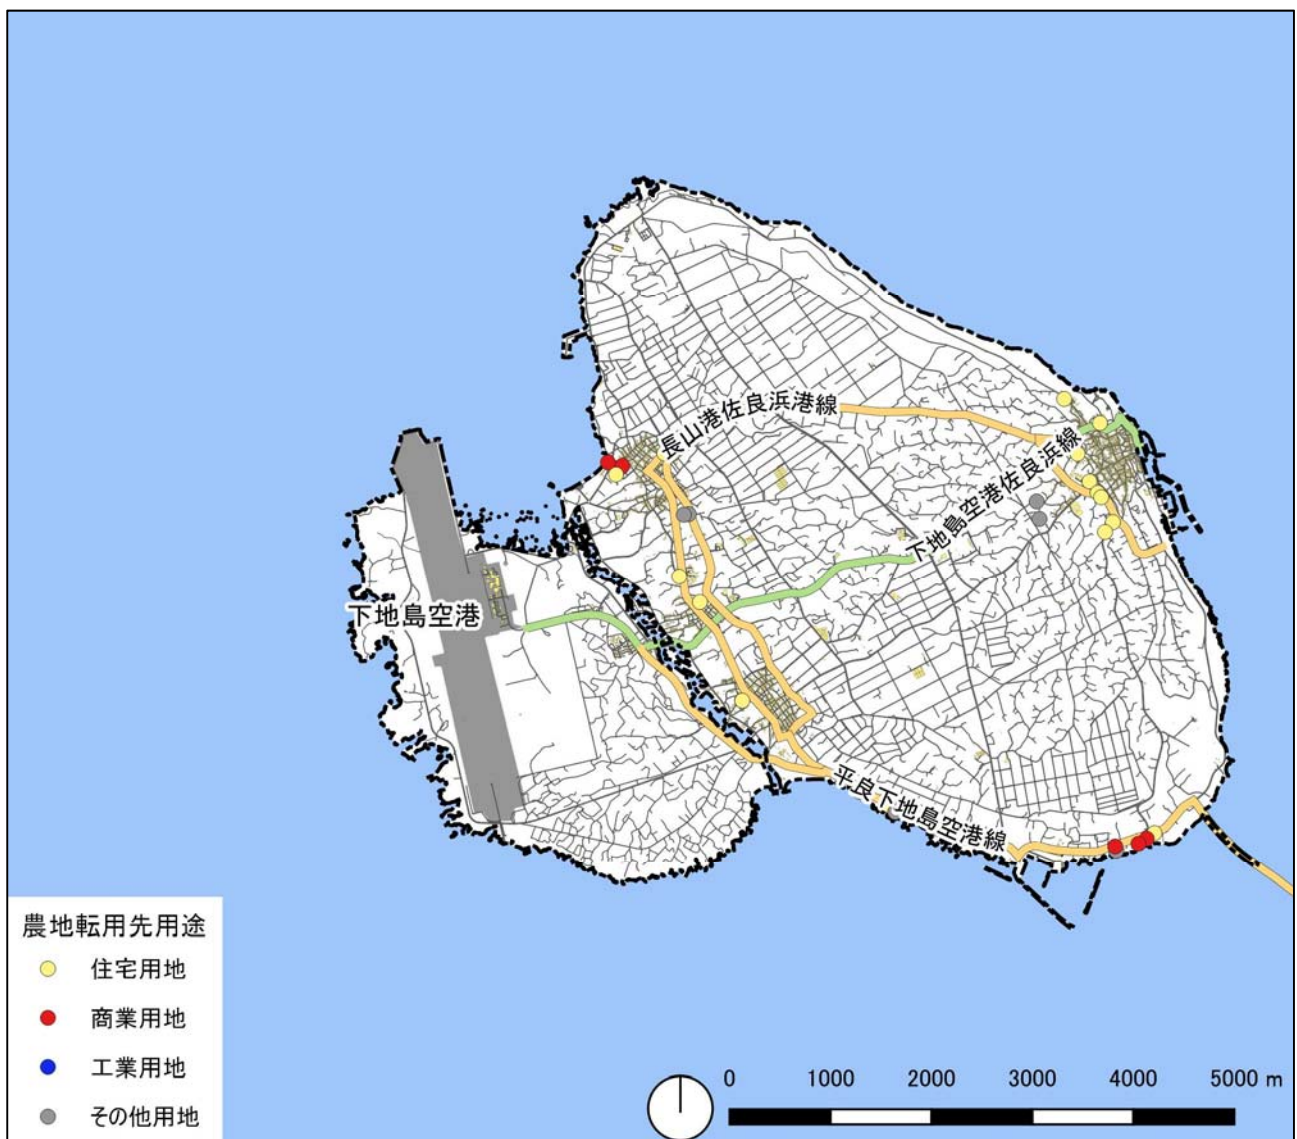 長山港佐良浜港線
下地島空港佐良浜線
下地島空港
平良下地島空港線
農地転用先用途
住宅用地
商業用地
工業用地
その他用地
0 1000 2000 3000 4000 5000 m